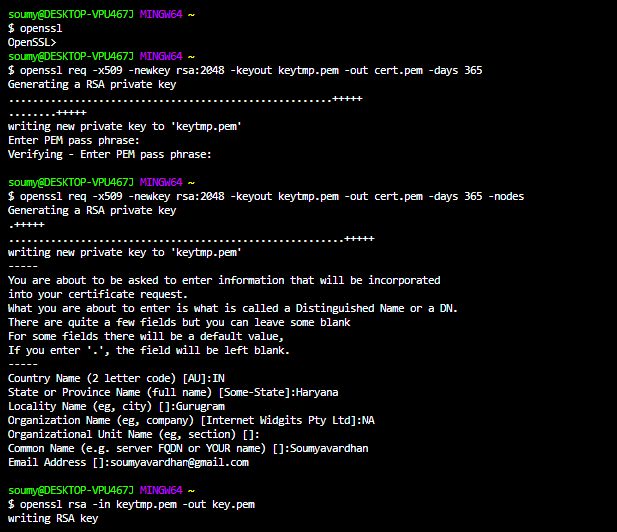 soumy@DESKTOP-VPU467J MINGW64 ~
$ openssl
OpenSSL>
soumy@DESKTOP-VPU467J MINGW64 ~
$ openssl req -x509 -newkey rsa:2048 -keyout keytmp.pem -out cert.pem -days 365
Generating a RSA private key
......................................................+++++
........+++++
writing new private key to 'keytmp.pem'
Enter PEM pass phrase:
Verifying - Enter PEM pass phrase:
soumy@DESKTOP-VPU467J MINGW64 ~
$ openssl req -x509 -newkey rsa:2048 -keyout keytmp.pem -out cert.pem -days 365 -nodes
Generating a RSA private key
.+++++
........................................................+++++
writing new private key to 'keytmp.pem'
-----
You are about to be asked to enter information that will be incorporated
into your certificate request.
What you are about to enter is what is called a Distinguished Name or a DN.
There are quite a few fields but you can leave some blank
For some fields there will be a default value,
If you enter '.', the field will be left blank.
-----
Country Name (2 letter code) [AU]:IN
State or Province Name (full name) [Some-State]:Haryana
Locality Name (eg, city) []:Gurugram
Organization Name (eg, company) [Internet Widgits Pty Ltd]:NA
Organizational Unit Name (eg, section) []:
Common Name (e.g. server FQDN or YOUR name) []:Soumyavardhan
Email Address []:soumyavardhan@gmail.com
soumy@DESKTOP-VPU467J MINGW64 ~
$ openssl rsa -in keytmp.pem -out key.pem
writing RSA key